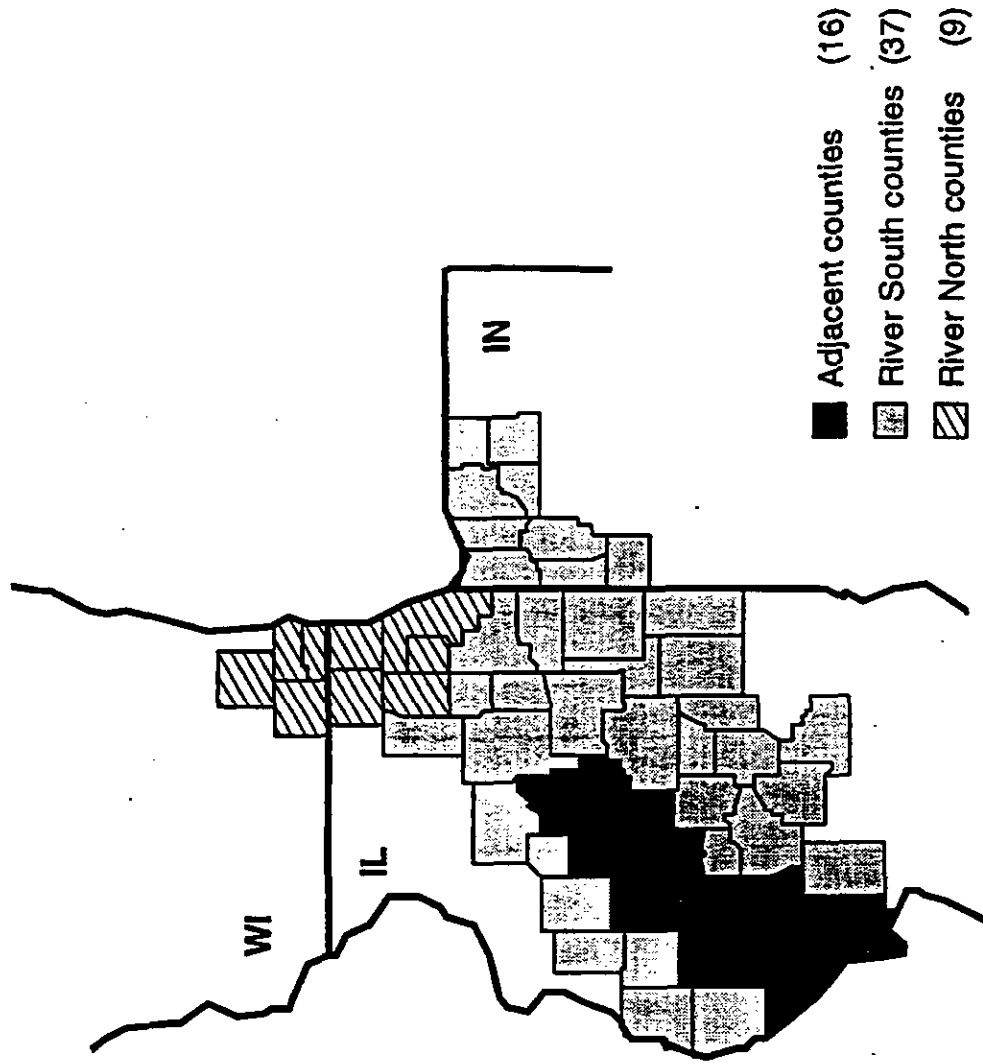 WI
IL
IN
Adjacent counties (16)
River South counties (37)
River North counties (9)